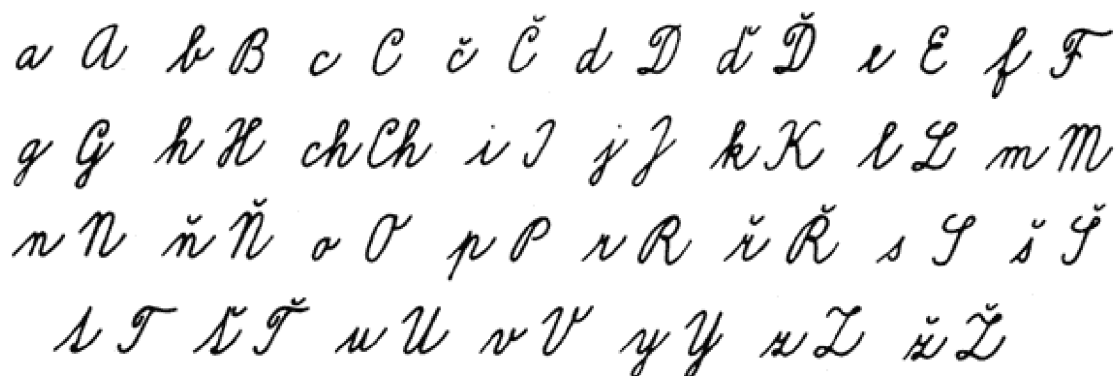 a A b B c C č Č d D ď Ď e E f F
g G h H ch Ch i I j J k K l L m M
n N ň Ň o O p P r R ř Ř s S š Š
t T ť Ť u U v V y Y z Z ž Ž